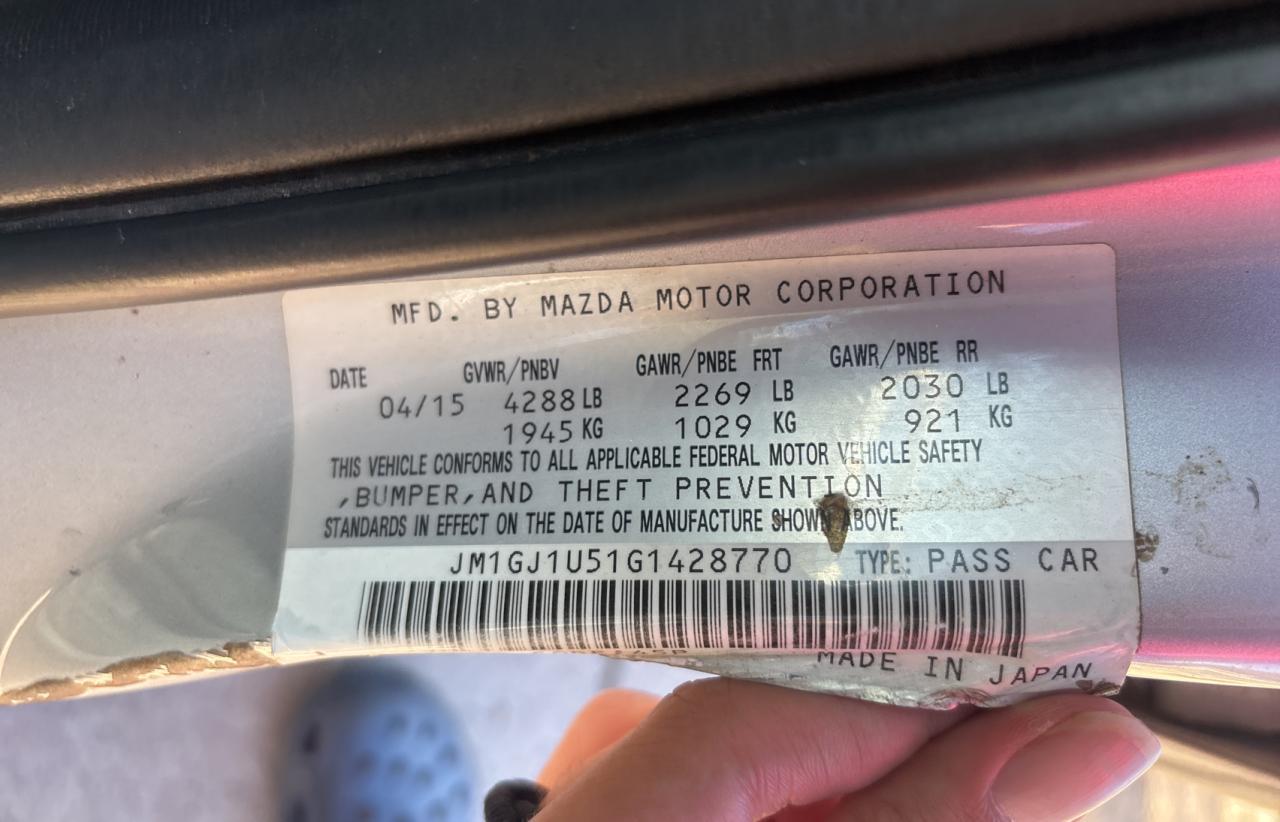 MFD. BY MAZDA MOTOR CORPORATION
DATE GVWR/PNBV GAWR/PNBE FRT GAWR/PNBE RR
04/15 4288 LB 2269 LB 2030 LB
1945 KG 1029 KG 921 KG
THIS VEHICLE CONFORMS TO ALL APPLICABLE FEDERAL MOTOR VEHICLE SAFETY
,BUMPER,AND THEFT PREVENTION
STANDARDS IN EFFECT ON THE DATE OF MANUFACTURE SHOWN ABOVE.
JM1GJ1U51G1428770 TYPE: PASS CAR
MADE IN JAPAN